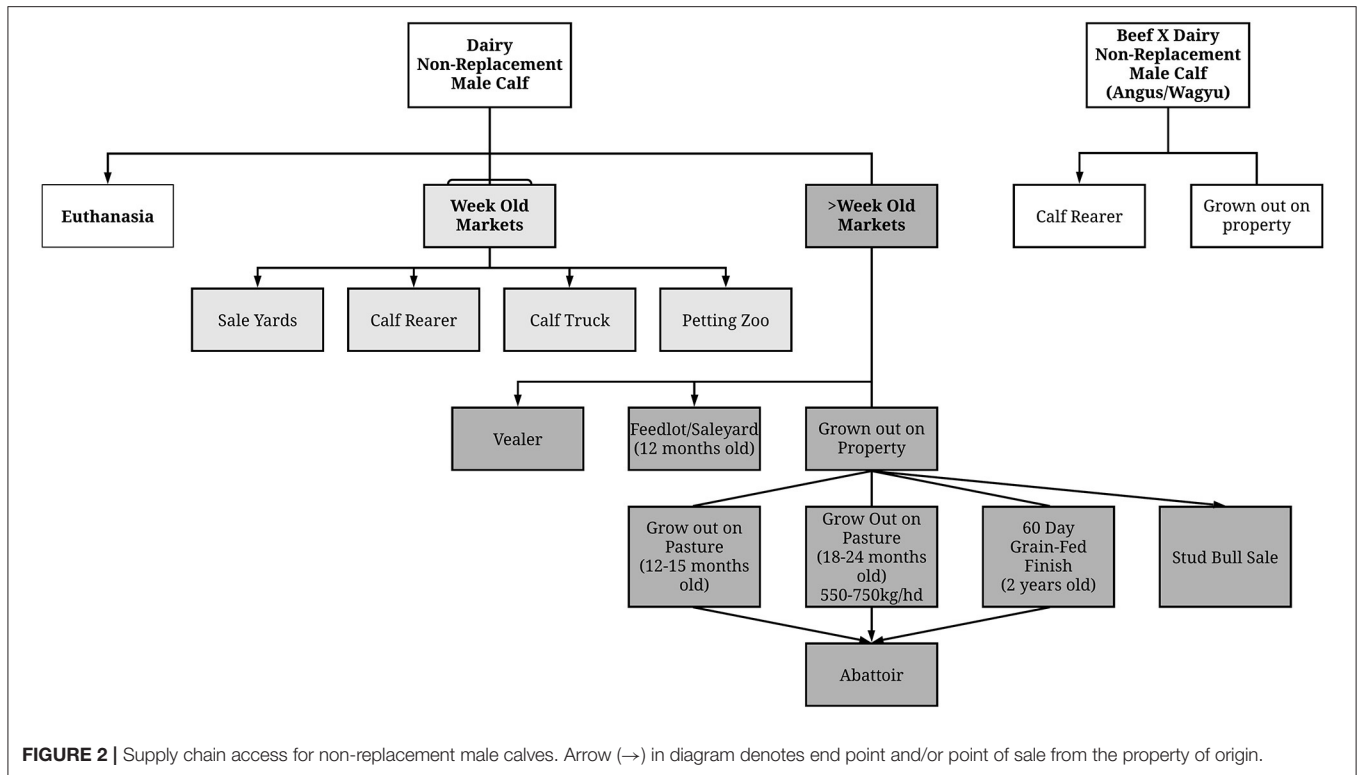 Dairy
Non-Replacement
Male Calf
Beef X Dairy
Non-Replacement
Male Calf
(Angus/Wagyu)
Euthanasia
Week Old
Markets
>Week Old
Markets
Calf Rearer
Grown out on
property
Sale Yards
Calf Rearer
Calf Truck
Petting Zoo
Vealer
Feedlot/Saleyard
(12 months old)
Grown out on
Property
Grow out on
Pasture
(12-15 months
old)
Grow Out on
Pasture
(18-24 months
old)
550-750kg/hd
60 Day
Grain-Fed
Finish
(2 years old)
Stud Bull Sale
Abattoir
FIGURE 2 | Supply chain access for non-replacement male calves. Arrow (→) in diagram denotes end point and/or point of sale from the property of origin.